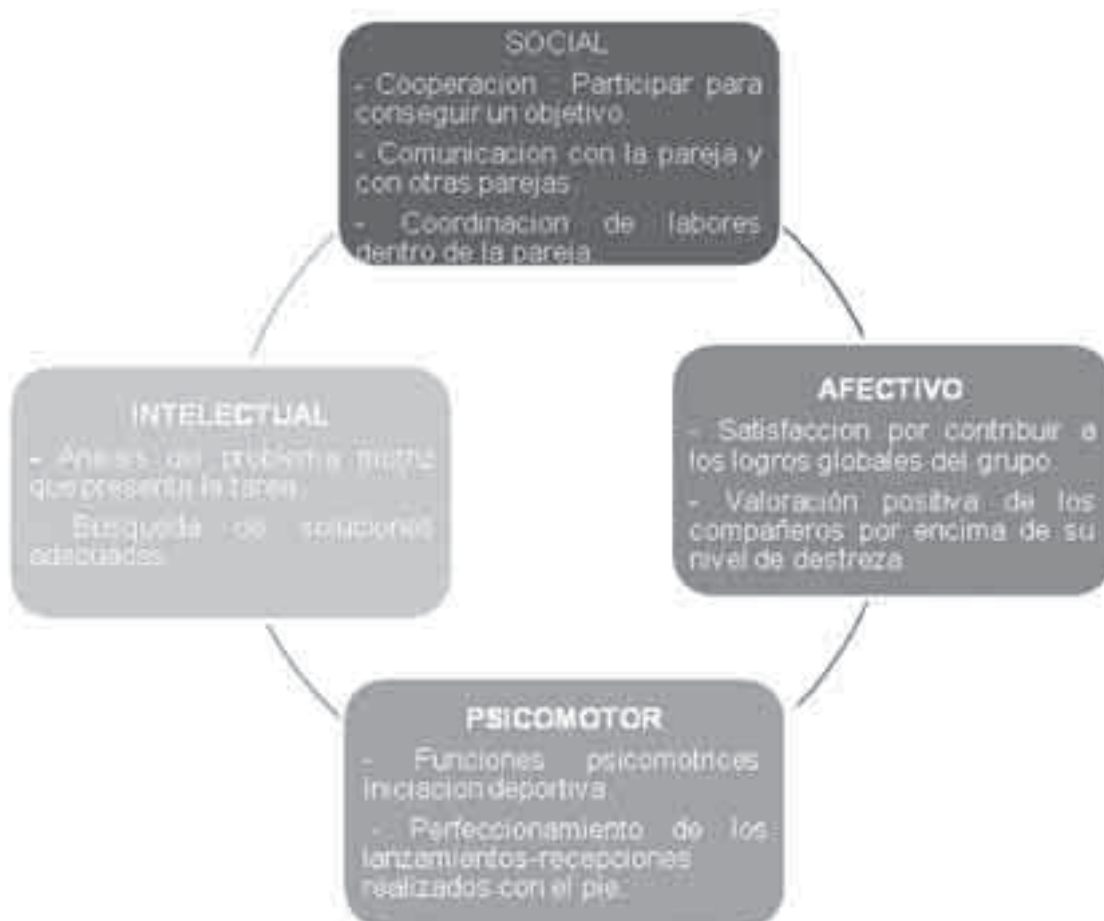 SOCIAL
- Cooperacion Participar para
conseguir un objetivo.
- Comunicacion con la pareja y
con otras parejas.
- Coordinacion de labores
dentro de la pareja.
AFECTIVO
- Satisfaccion por contribuir a
los logros globales del grupo
- Valoración positiva de los
compañeros por encima de su
nivel de destreza
PSICOMOTOR
- Funciones psicomotrices
Iniciacion deportiva
- Perfeccionamiento de los
lanzamientos-recepciones
realizados con el pie.
INTELECTUAL
- problema motriz
que presenta la tarea.
- Búsqueda de soluciones
adecuadas.